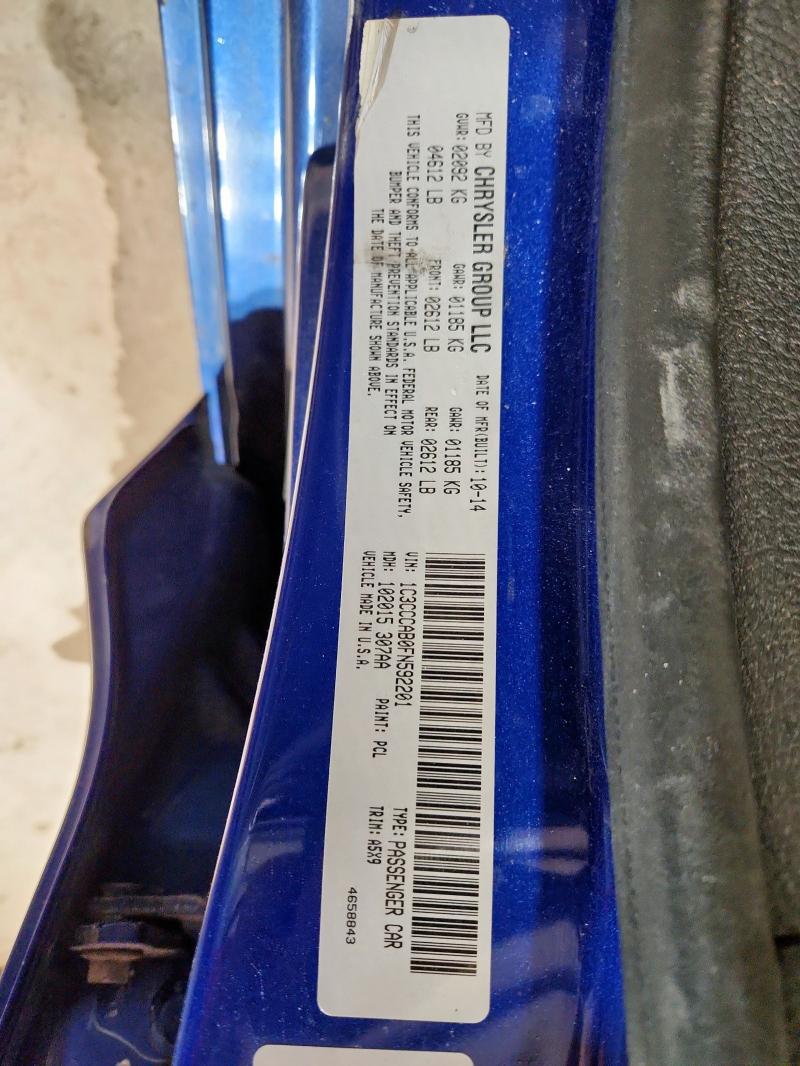 MFD BY CHRYSLER GROUP LLC DATE OF MFR(BUILT): 10-14
GVWR: 02092 KG GAWR: 01185 KG GAWR: 01185 KG
04612 LB FRONT: 02612 LB REAR: 02612 LB
THIS VEHICLE CONFORMS TO ALL APPLICABLE U.S.A. FEDERAL MOTOR VEHICLE SAFETY,
BUMPER AND THEFT PREVENTION STANDARDS IN EFFECT ON
THE DATE OF MANUFACTURE SHOWN ABOVE.
VIN: 1C3CCCAB0FN592201 TYPE: PASSENGER CAR
MDH: 102015 307AA PAINT: PCL TRIM: A5X9
VEHICLE MADE IN U.S.A.
4658843